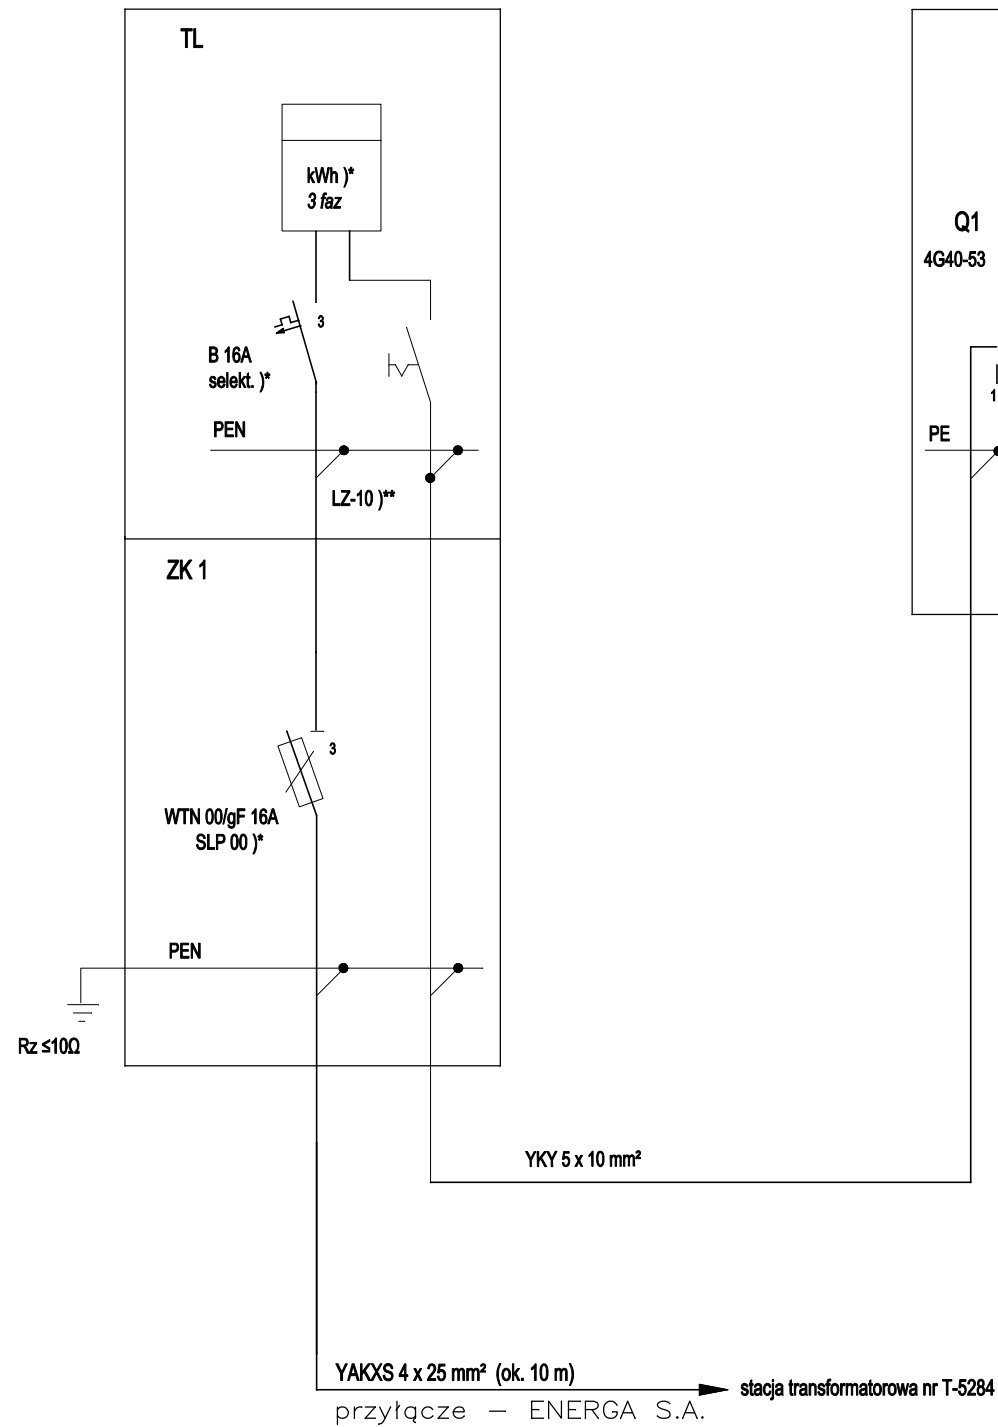 TL
kWh )*
3 faz
Q1
4G40-53
3
B 16A
selekt. )*
1
PEN
PE
LZ-10 )**
ZK 1
3
WTN 00/gF 16A
SLP 00 )*
PEN
Rz ≤10Ω
YKY 5 x 10 mm²
YAKXS 4 x 25 mm² (ok. 10 m)
stacja transformatorowa nr T-5284
przyłącze – ENERGA S.A.